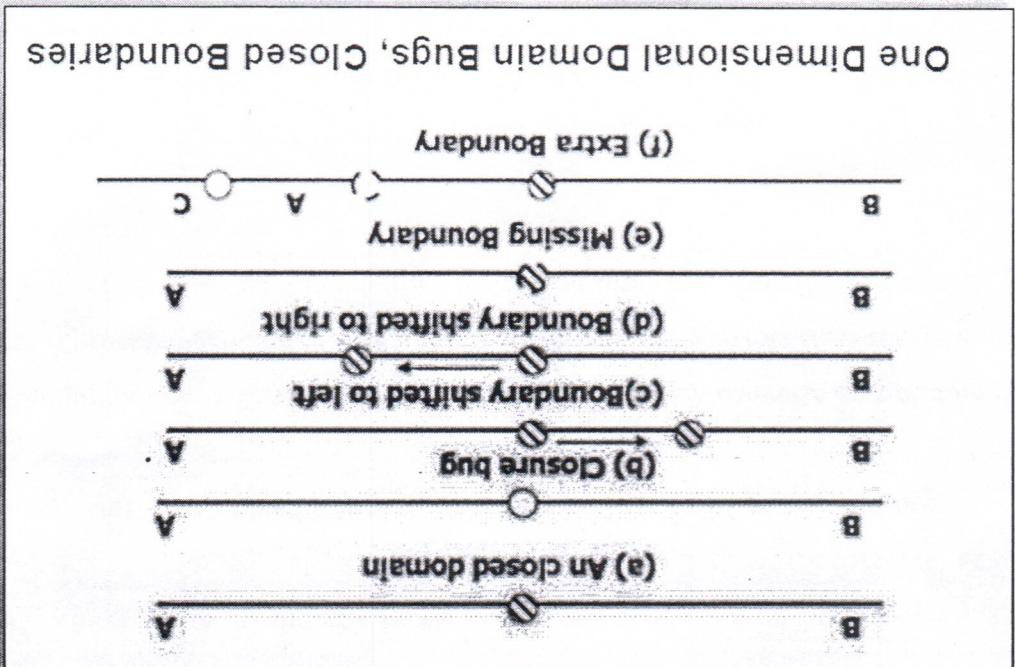 B A
(a) An closed domain
B A
(b) Closure bug
B A
(c)Boundary shifted to left
B A
(d) Boundary shifted to right
B A
(e) Missing Boundary
B A C
(f) Extra Boundary
One Dimensional Domain Bugs, Closed Boundaries